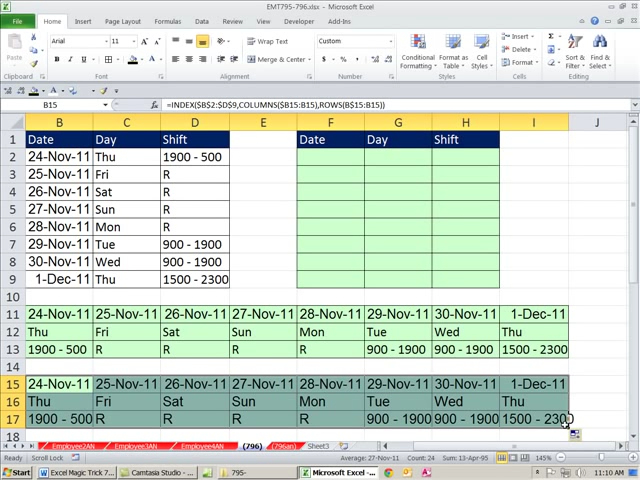 EMT795-796.xlsx - Microsoft Excel
File Home Insert Page Layout Formulas Data Review View Developer Add-Ins
Arial 11 Wrap Text Custom Insert
Paste B I U Merge & Center $ % , Conditional Formatting Format as Table Cell Styles Delete Format Sort & Filter Find & Select
Clipboard Font Alignment Number Styles Cells Editing
B15 fx =INDEX($B$2:$D$9,COLUMNS($B15:B15),ROWS(B$15:B15))
B C D E F G H I J
1 Date Day Shift Date Day Shift
2 24-Nov-11 Thu 1900 - 500
3 25-Nov-11 Fri R
4 26-Nov-11 Sat R
5 27-Nov-11 Sun R
6 28-Nov-11 Mon R
7 29-Nov-11 Tue 900 - 1900
8 30-Nov-11 Wed 900 - 1900
9 1-Dec-11 Thu 1500 - 2300
10
11 24-Nov-11 25-Nov-11 26-Nov-11 27-Nov-11 28-Nov-11 29-Nov-11 30-Nov-11 1-Dec-11
12 Thu Fri Sat Sun Mon Tue Wed Thu
13 1900 - 500 R R R R 900 - 1900 900 - 1900 1500 - 2300
14
15 24-Nov-11 25-Nov-11 26-Nov-11 27-Nov-11 28-Nov-11 29-Nov-11 30-Nov-11 1-Dec-11
16 Thu Fri Sat Sun Mon Tue Wed Thu
17 1900 - 500 R R R R 900 - 1900 900 - 1900 1500 - 2300
18
Employee2AN Employee3AN Employee4AN (796) (796an) Sheet3
Ready Scroll Lock Average: 27-Nov-11 Count: 24 Sum: 13-Apr-95 145%
Start Excel Magic Trick 7... Camtasia Studio - ... 795- Microsoft Excel - ... 11:10 AM